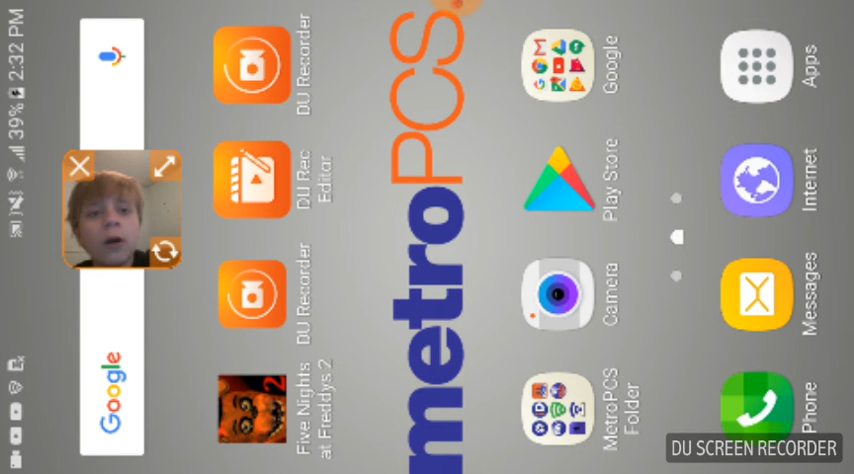 39% 2:32 PM
Google
DU Recorder
DU Rec
Editor
DU Recorder
Five Nights
at Freddys 2
2
metroPCS
Google
Play Store
Camera
MetroPCS
Folder
Apps
Internet
Messages
Phone
DU SCREEN RECORDER